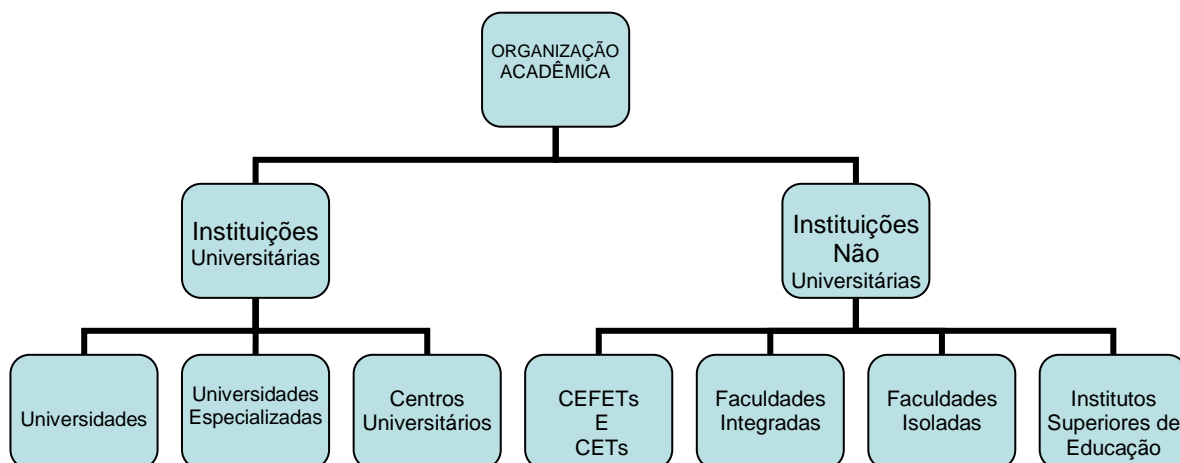 ORGANIZAÇÃO
ACADÊMICA
Instituições
Universitárias
Instituições
Não
Universitárias
Universidades
Universidades
Especializadas
Centros
Universitários
CEFETs
E
CETs
Faculdades
Integradas
Faculdades
Isoladas
Institutos
Superiores de
Educação